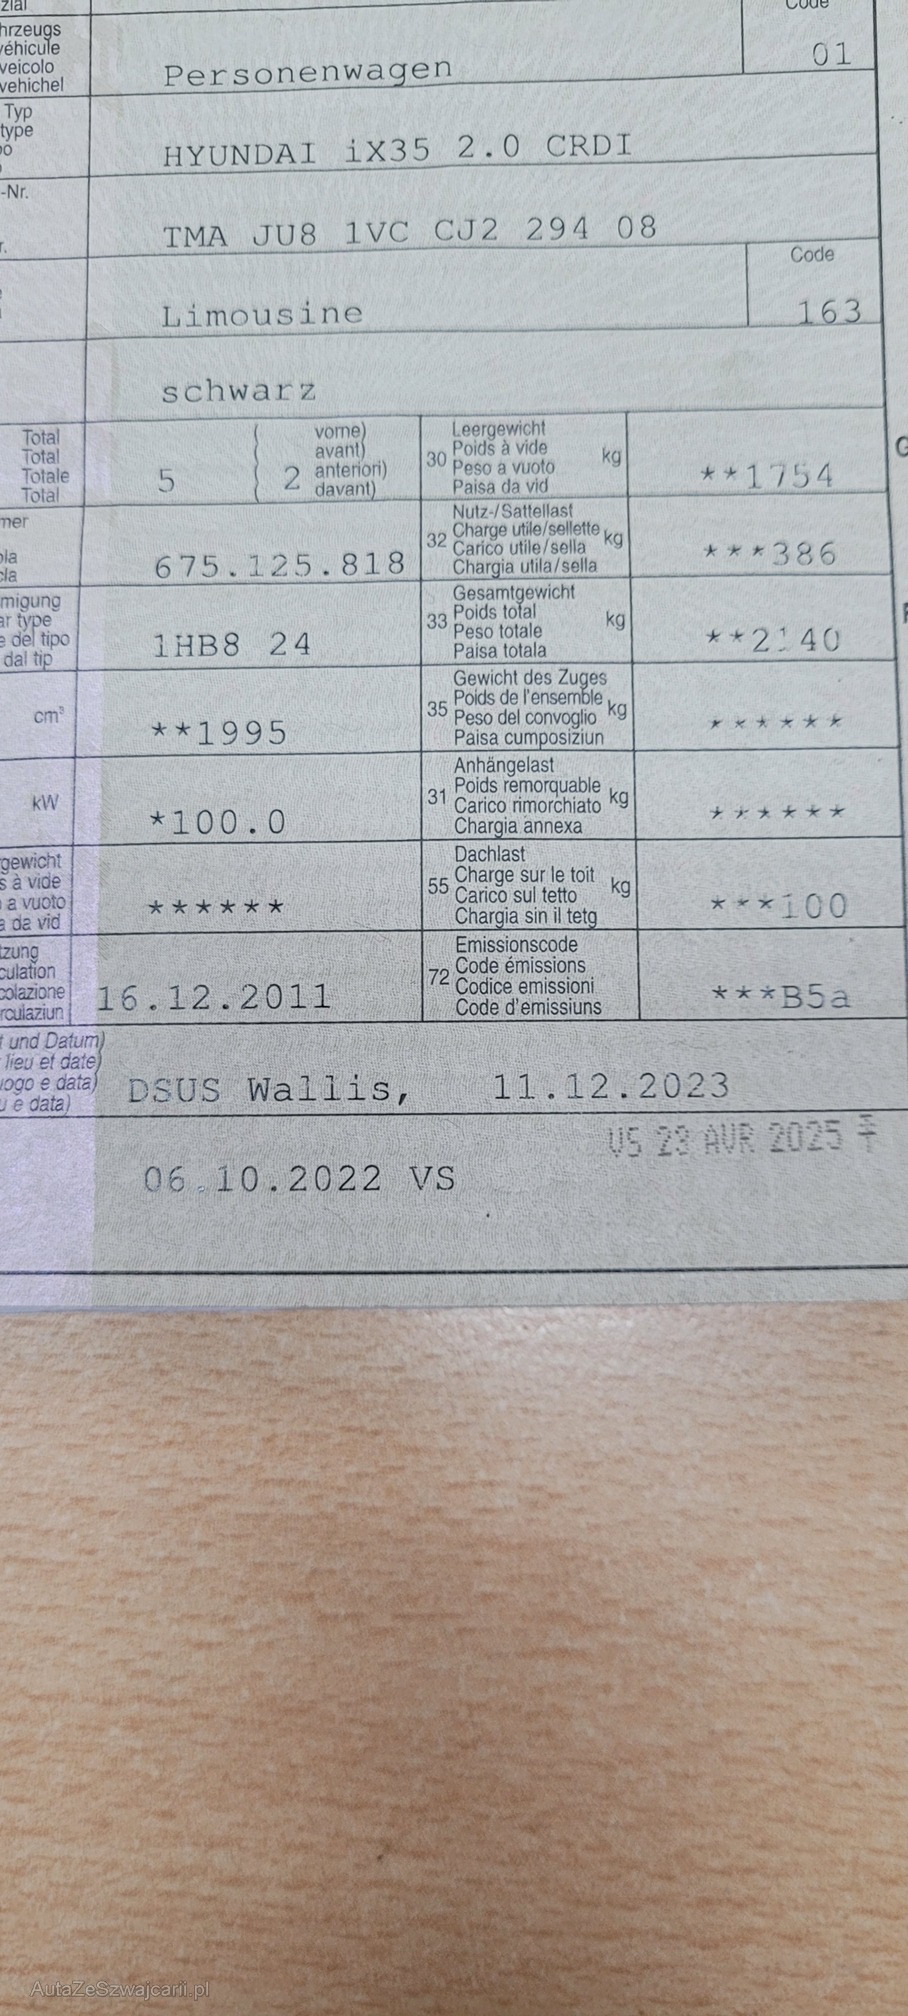 zial
Code
hrzeugs
véhicule
veicolo
vehichel
Personenwagen
01
Typ
type
po
HYUNDAI iX35 2.0 CRDI
-Nr.
r.
TMA JU8 1VC CJ2 294 08
Code
Limousine
163
schwarz
Total
Total
Totale
Total
5
2
vorne)
avant)
anteriori)
davant)
30
Leergewicht
Poids à vide
Peso a vuoto
Paisa da vid
kg
**1754
mer
ola
cla
675.125.818
32
Nutz-/Sattellast
Charge utile/sellette
Carico utile/sella
Chargia utila/sella
kg
***386
migung
ar type
e del tipo
dal tip
1HB8 24
33
Gesamtgewicht
Poids total
Peso totale
Paisa totala
kg
**2140
cm³
**1995
35
Gewicht des Zuges
Poids de l'ensemble
Peso del convoglio
Paisa cumposiziun
kg
******
kW
*100.0
31
Anhängelast
Poids remorquable
Carico rimorchiato
Chargia annexa
kg
******
gewicht
s à vide
a vuoto
a da vid
******
55
Dachlast
Charge sur le toit
Carico sul tetto
Chargia sin il tetg
kg
***100
tzung
culation
colazione
rculaziun
16.12.2011
72
Emissionscode
Code émissions
Codice emissioni
Code d'emissiuns
***B5a
t und Datum)
lieu et date)
uogo e data)
u e data)
DSUS Wallis, 11.12.2023
VS 23 AVR 2025
06.10.2022 VS
AutaZeSzwajcarii.pl